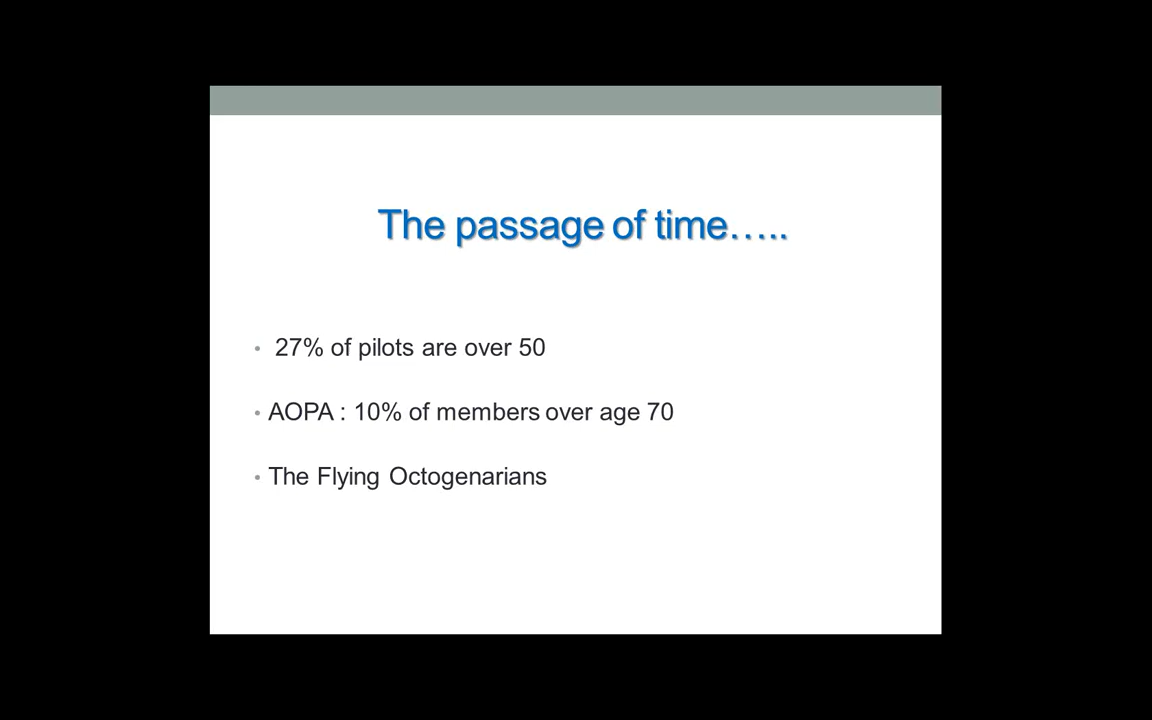 The passage of time…..
• 27% of pilots are over 50
• AOPA : 10% of members over age 70
• The Flying Octogenarians